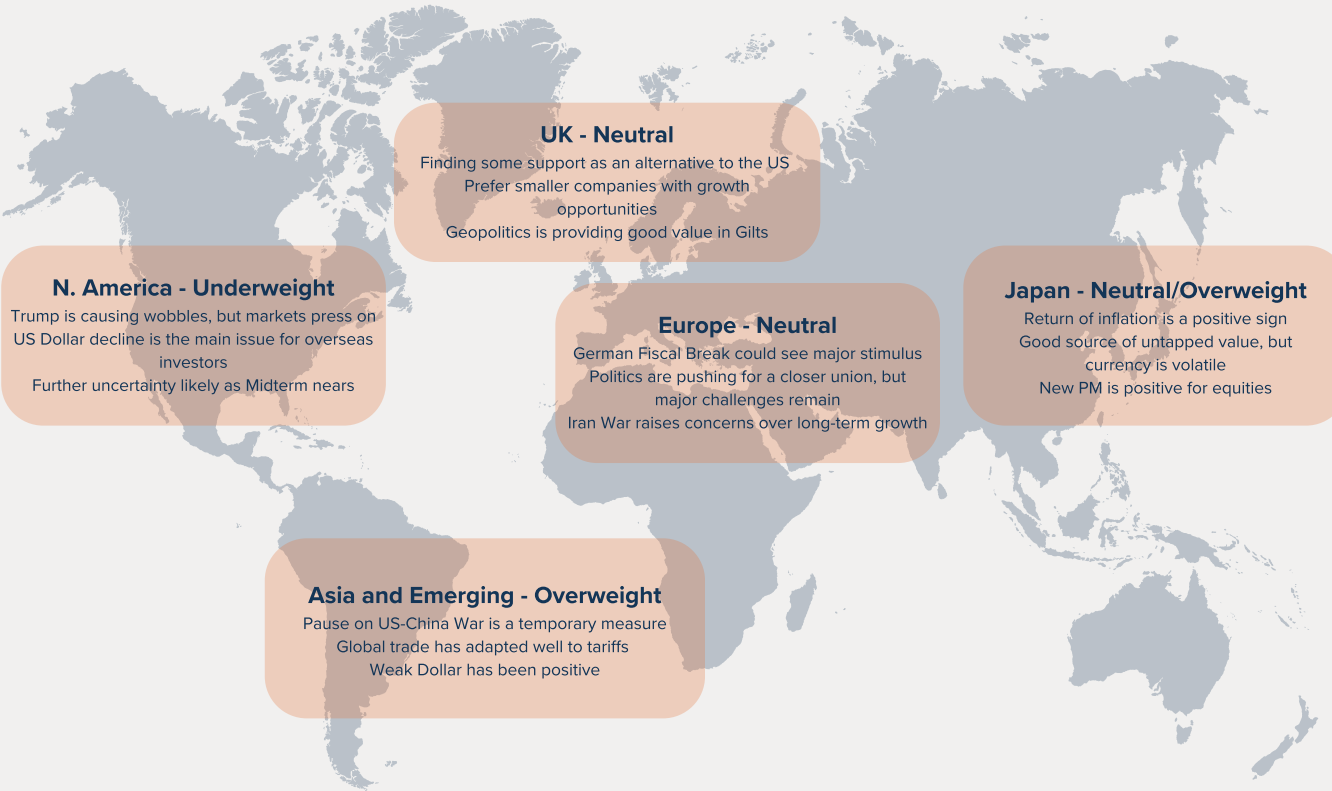 UK - Neutral
Finding some support as an alternative to the US
Prefer smaller companies with growth
opportunities
Geopolitics is providing good value in Gilts
N. America - Underweight
Trump is causing wobbles, but markets press on
US Dollar decline is the main issue for overseas
investors
Further uncertainty likely as Midterm nears
Europe - Neutral
German Fiscal Break could see major stimulus
Politics are pushing for a closer union, but
major challenges remain
Iran War raises concerns over long-term growth
Japan - Neutral/Overweight
Return of inflation is a positive sign
Good source of untapped value, but
currency is volatile
New PM is positive for equities
Asia and Emerging - Overweight
Pause on US-China War is a temporary measure
Global trade has adapted well to tariffs
Weak Dollar has been positive